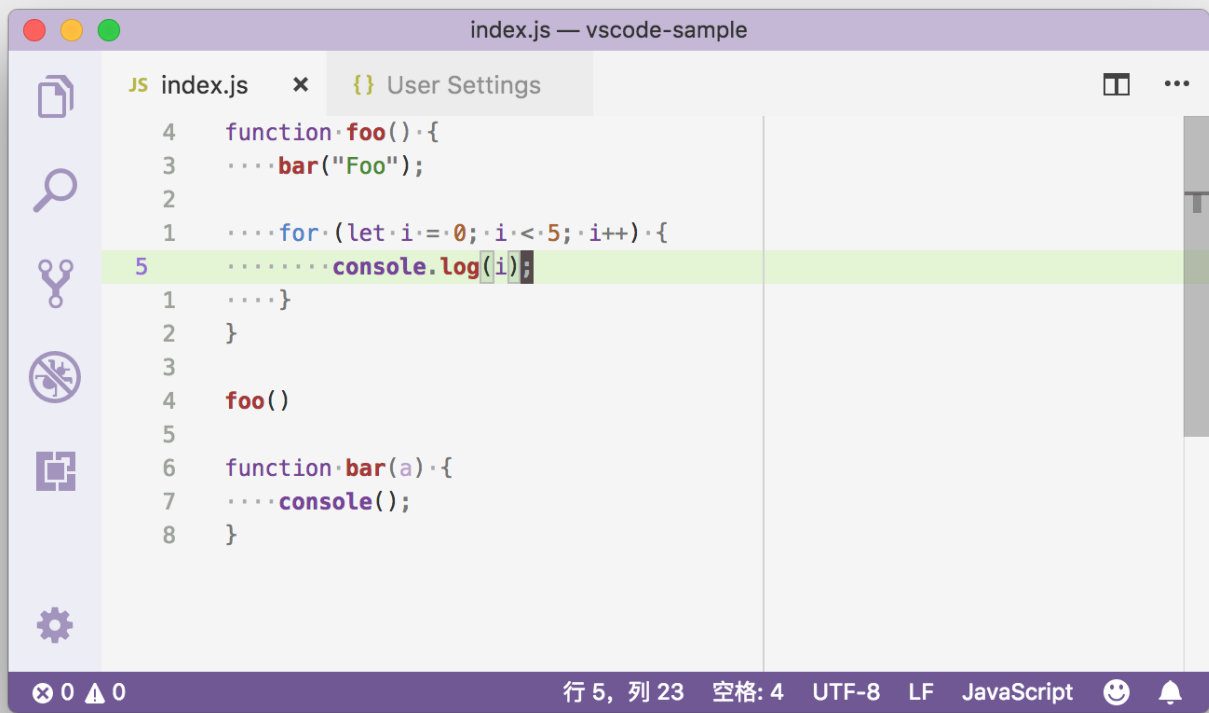 index.js — vscode-sample
JS index.js × {} User Settings ···
4 function·foo()·{
3 ····bar("Foo");
2
1 ····for·(let·i·=·0;·i·<·5;·i++)·{
5 ········console.log(i);
1 ····}
2 }
3
4 foo()
5
6 function·bar(a)·{
7 ····console();
8 }
0 0 行 5，列 23 空格: 4 UTF-8 LF JavaScript